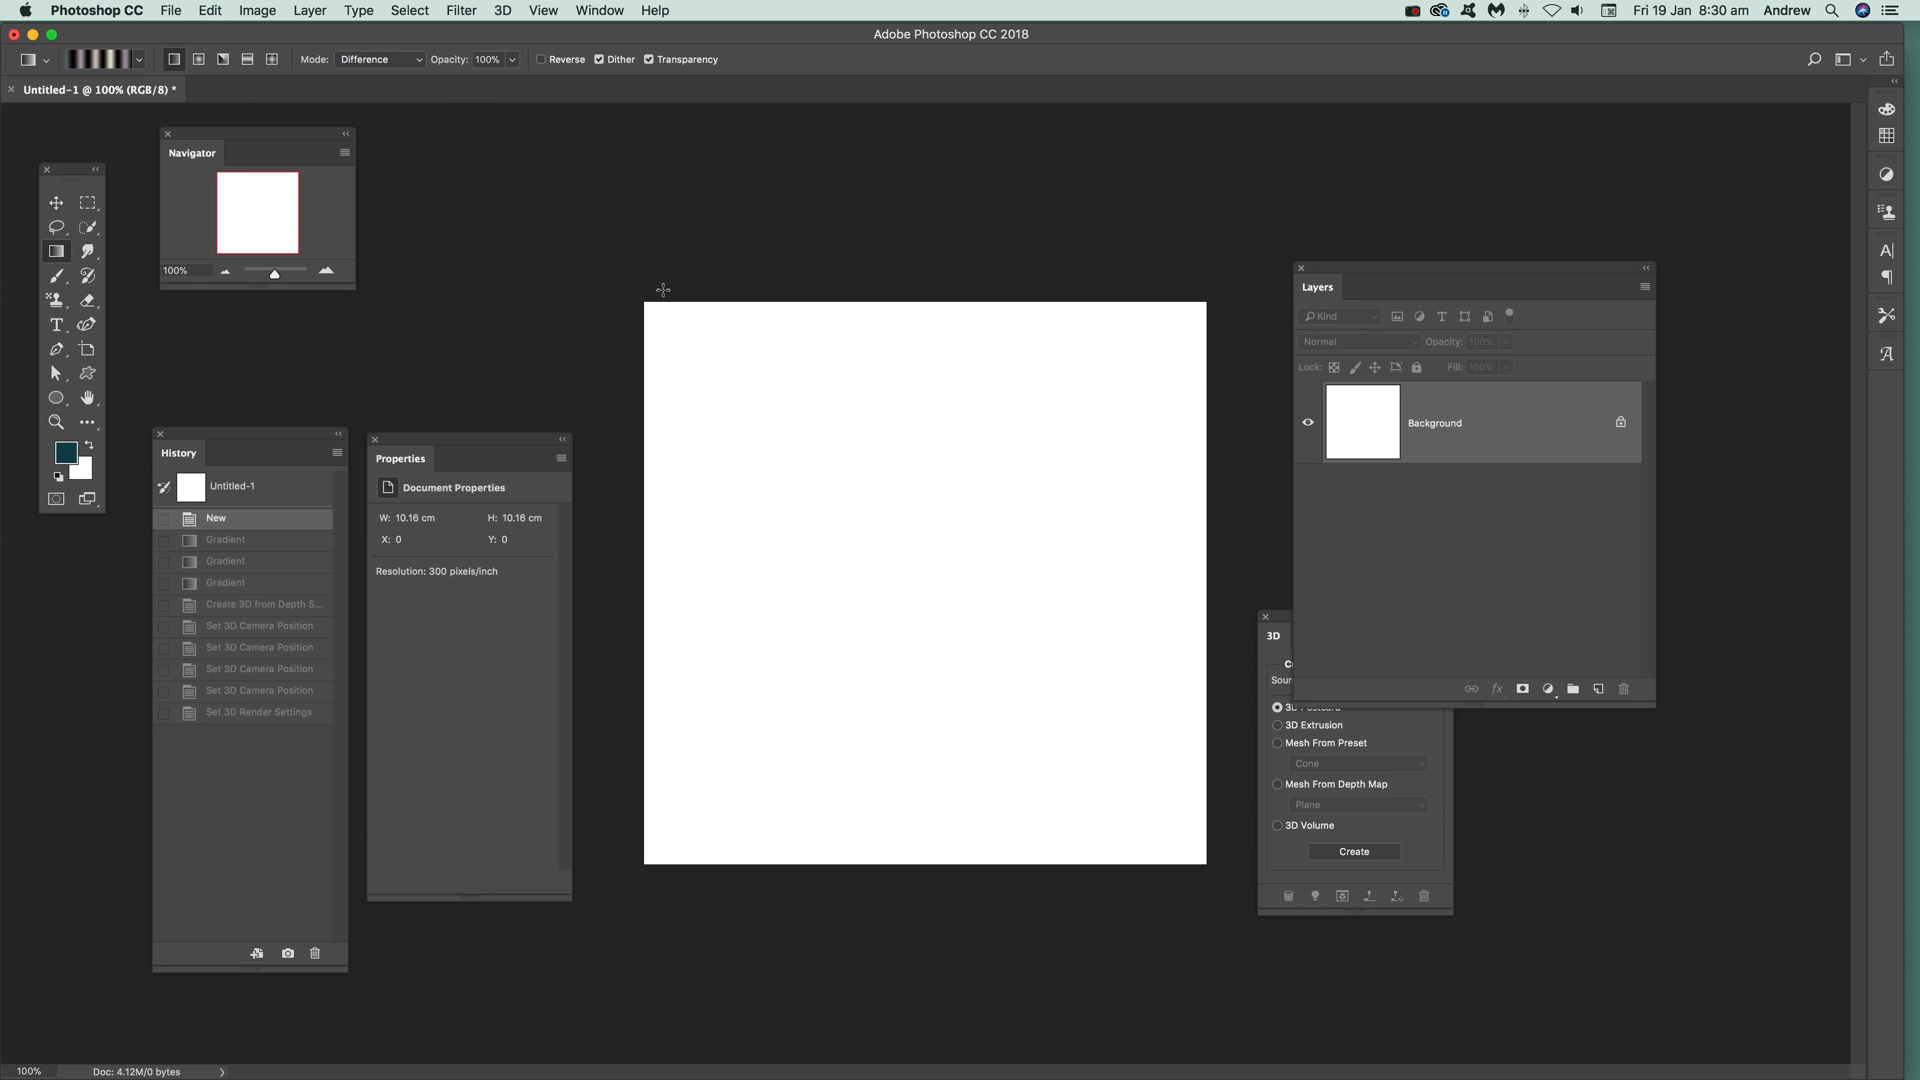 Photoshop CC File Edit Image Layer Type Select Filter 3D View Window Help Fri 19 Jan 8:30 am Andrew
Adobe Photoshop CC 2018
Mode: Difference Opacity: 100% Reverse Dither Transparency
Untitled-1 @ 100% (RGB/8) *
Navigator
100%
History
Untitled-1
New
Gradient
Gradient
Gradient
Create 3D from Depth S...
Set 3D Camera Position
Set 3D Camera Position
Set 3D Camera Position
Set 3D Camera Position
Set 3D Render Settings
Properties
Document Properties
W: 10.16 cm H: 10.16 cm
X: 0 Y: 0
Resolution: 300 pixels/inch
Layers
Kind
Normal Opacity: 100%
Lock: Fill: 100%
Background
3D
Sour
3D Postcard
3D Extrusion
Mesh From Preset
Cone
Mesh From Depth Map
Plane
3D Volume
Create
100% Doc: 4.12M/0 bytes